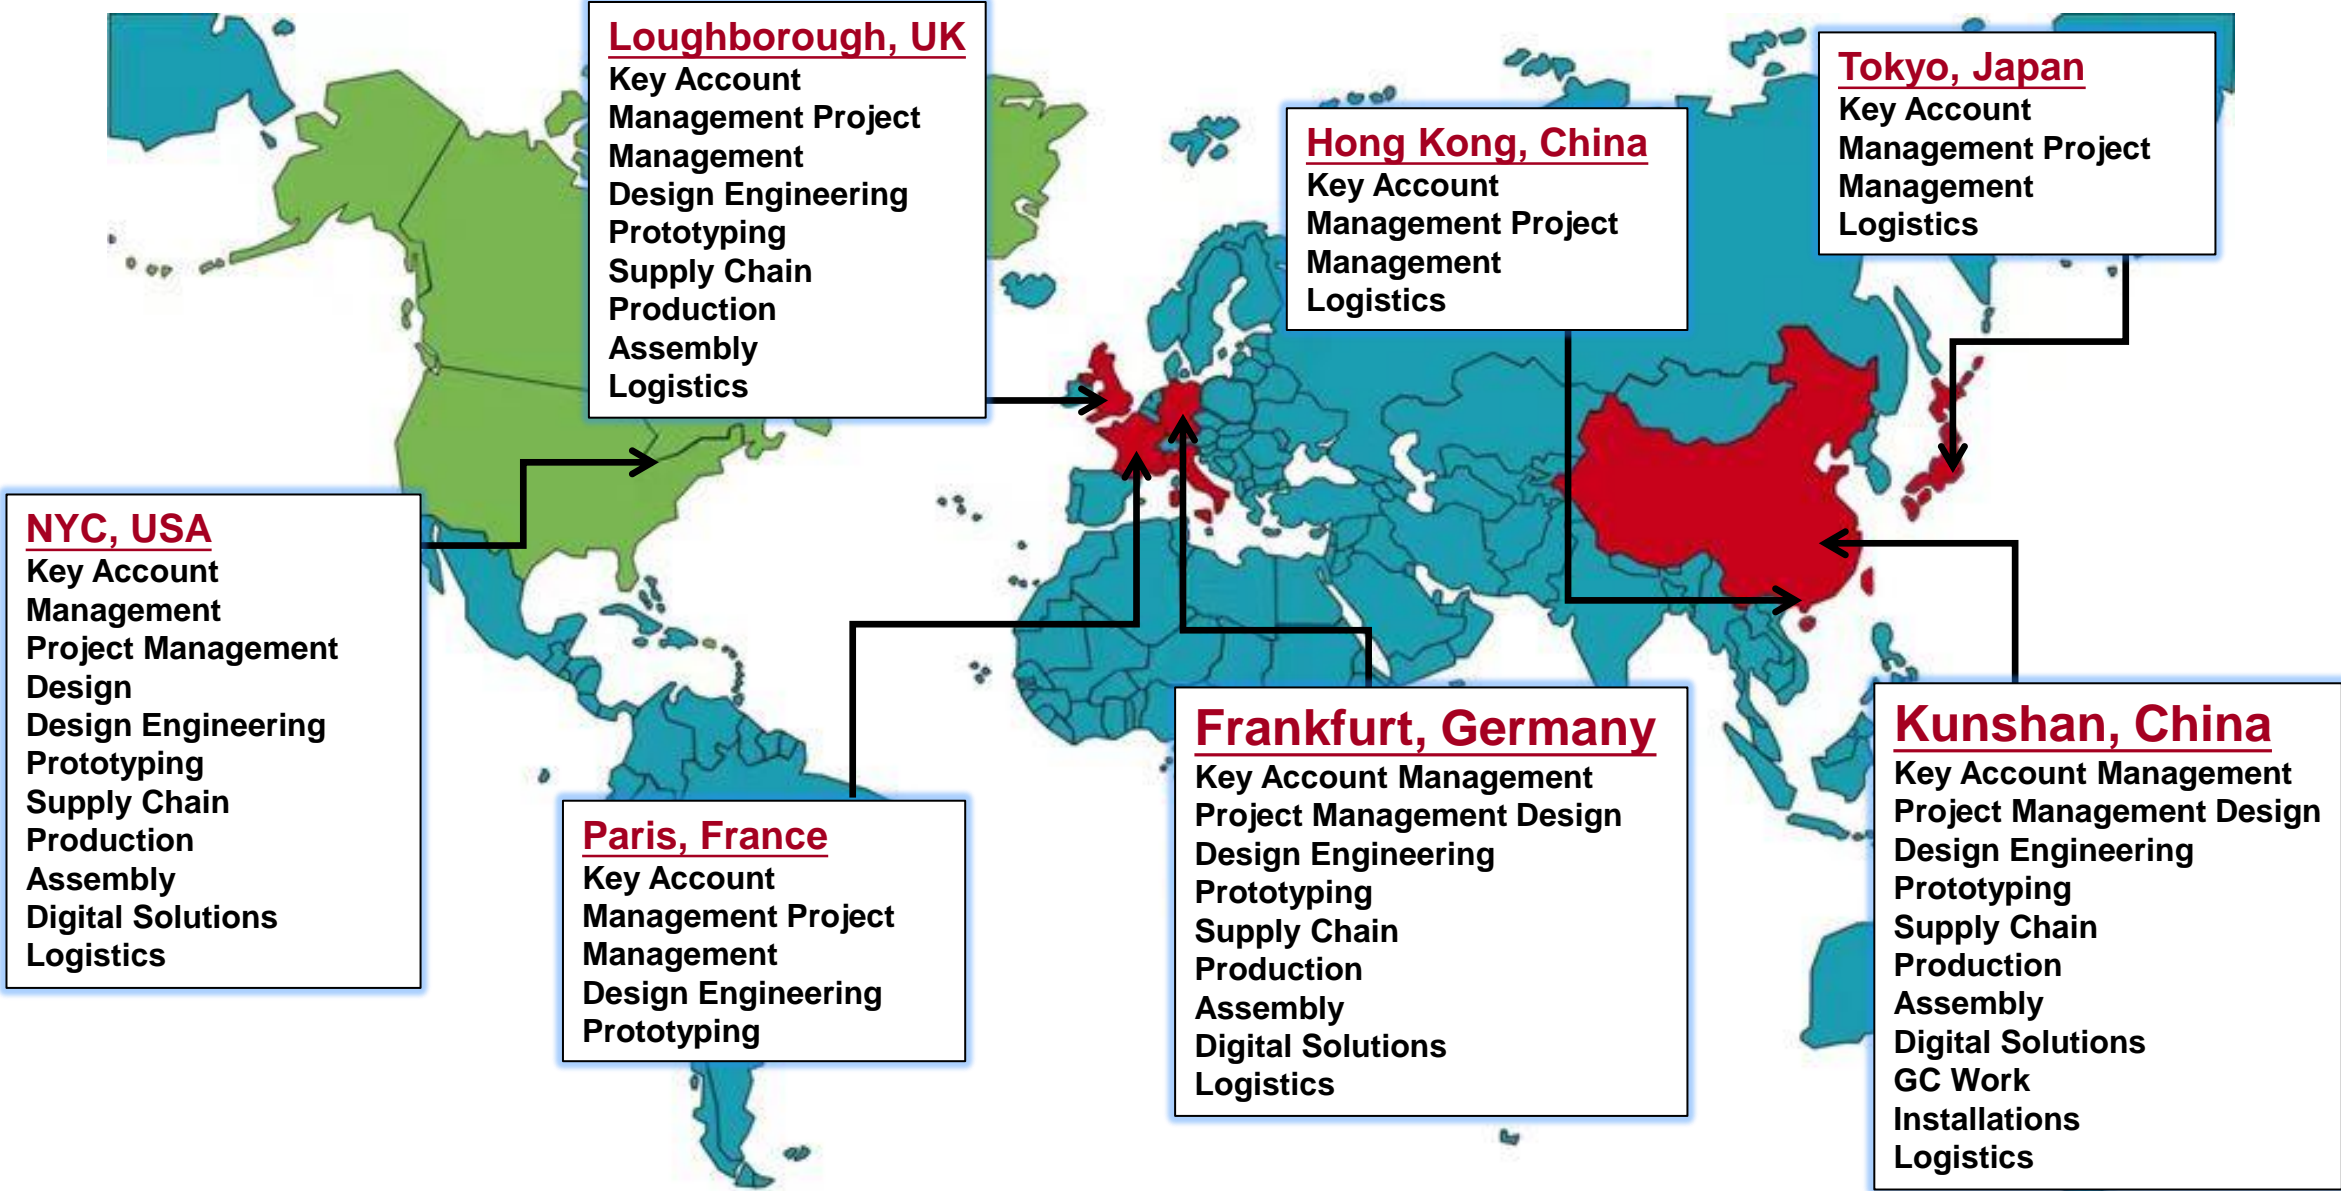 Loughborough, UK
Key Account
Management Project
Management
Design Engineering
Prototyping
Supply Chain
Production
Assembly
Logistics
Tokyo, Japan
Key Account
Management Project
Management
Logistics
Hong Kong, China
Key Account
Management Project
Management
Logistics
NYC, USA
Key Account
Management
Project Management
Design
Design Engineering
Prototyping
Supply Chain
Production
Assembly
Digital Solutions
Logistics
Paris, France
Key Account
Management Project
Management
Design Engineering
Prototyping
Frankfurt, Germany
Key Account Management
Project Management Design
Design Engineering
Prototyping
Supply Chain
Production
Assembly
Digital Solutions
Logistics
Kunshan, China
Key Account Management
Project Management Design
Design Engineering
Prototyping
Supply Chain
Production
Assembly
Digital Solutions
GC Work
Installations
Logistics